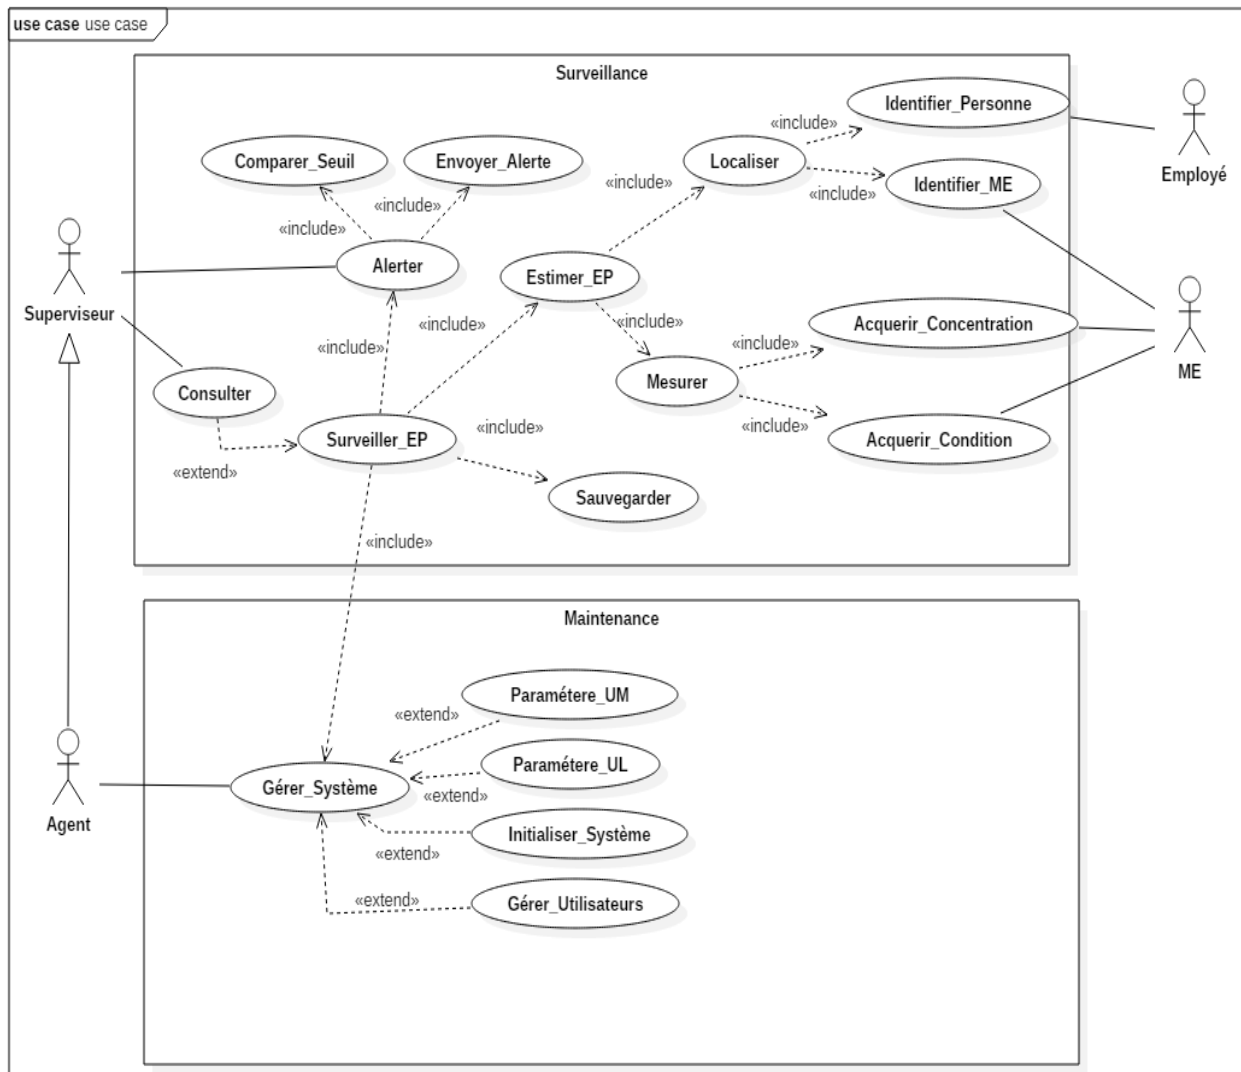 use case use case
Surveillance
Identifier_Personne
«include»
Employé
Comparer_Seuil
Envoyer_Alerte
Localiser
«include»
Identifier_ME
«include»
«include»
«include»
Superviseur
Alerter
Estimer_EP
ME
«include»
«include»
Acquerir_Concentration
«include»
«include»
Mesurer
Consulter
«include»
«include»
Surveiller_EP
Acquerir_Condition
«extend»
Sauvegarder
«include»
Maintenance
Paramétere_UM
«extend»
Paramétere_UL
Gérer_Système
«extend»
Agent
Initialiser_Système
«extend»
«extend»
Gérer_Utilisateurs